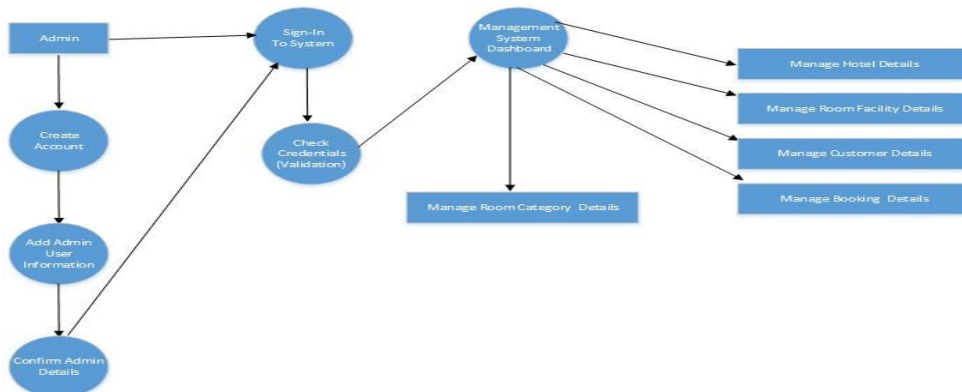 Admin
Sign-In
To System
Management
System
Dashboard
Manage Hotel Details
Manage Room Facility Details
Create
Account
Check
Credentials
(Validation)
Manage Customer Details
Manage Booking Details
Manage Room Category Details
Add Admin
User
Information
Confirm Admin
Details